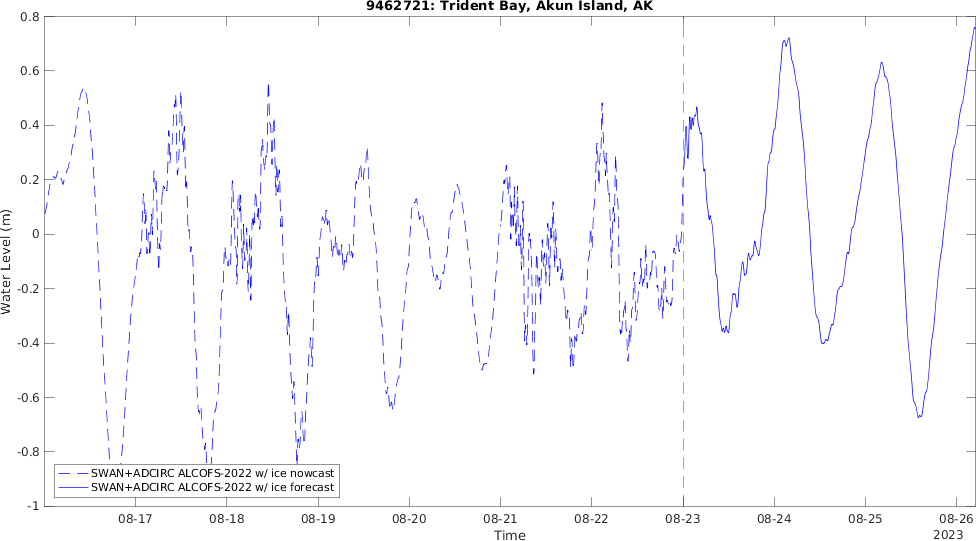 9462721: Trident Bay, Akun Island, AK
0.8
0.6
0.4
0.2
0
-0.2
-0.4
-0.6
-0.8
-1
Water Level (m)
SWAN+ADCIRC ALCOFS-2022 w/ ice nowcast
SWAN+ADCIRC ALCOFS-2022 w/ ice forecast
08-17 08-18 08-19 08-20 08-21 08-22 08-23 08-24 08-25 08-26
Time
2023